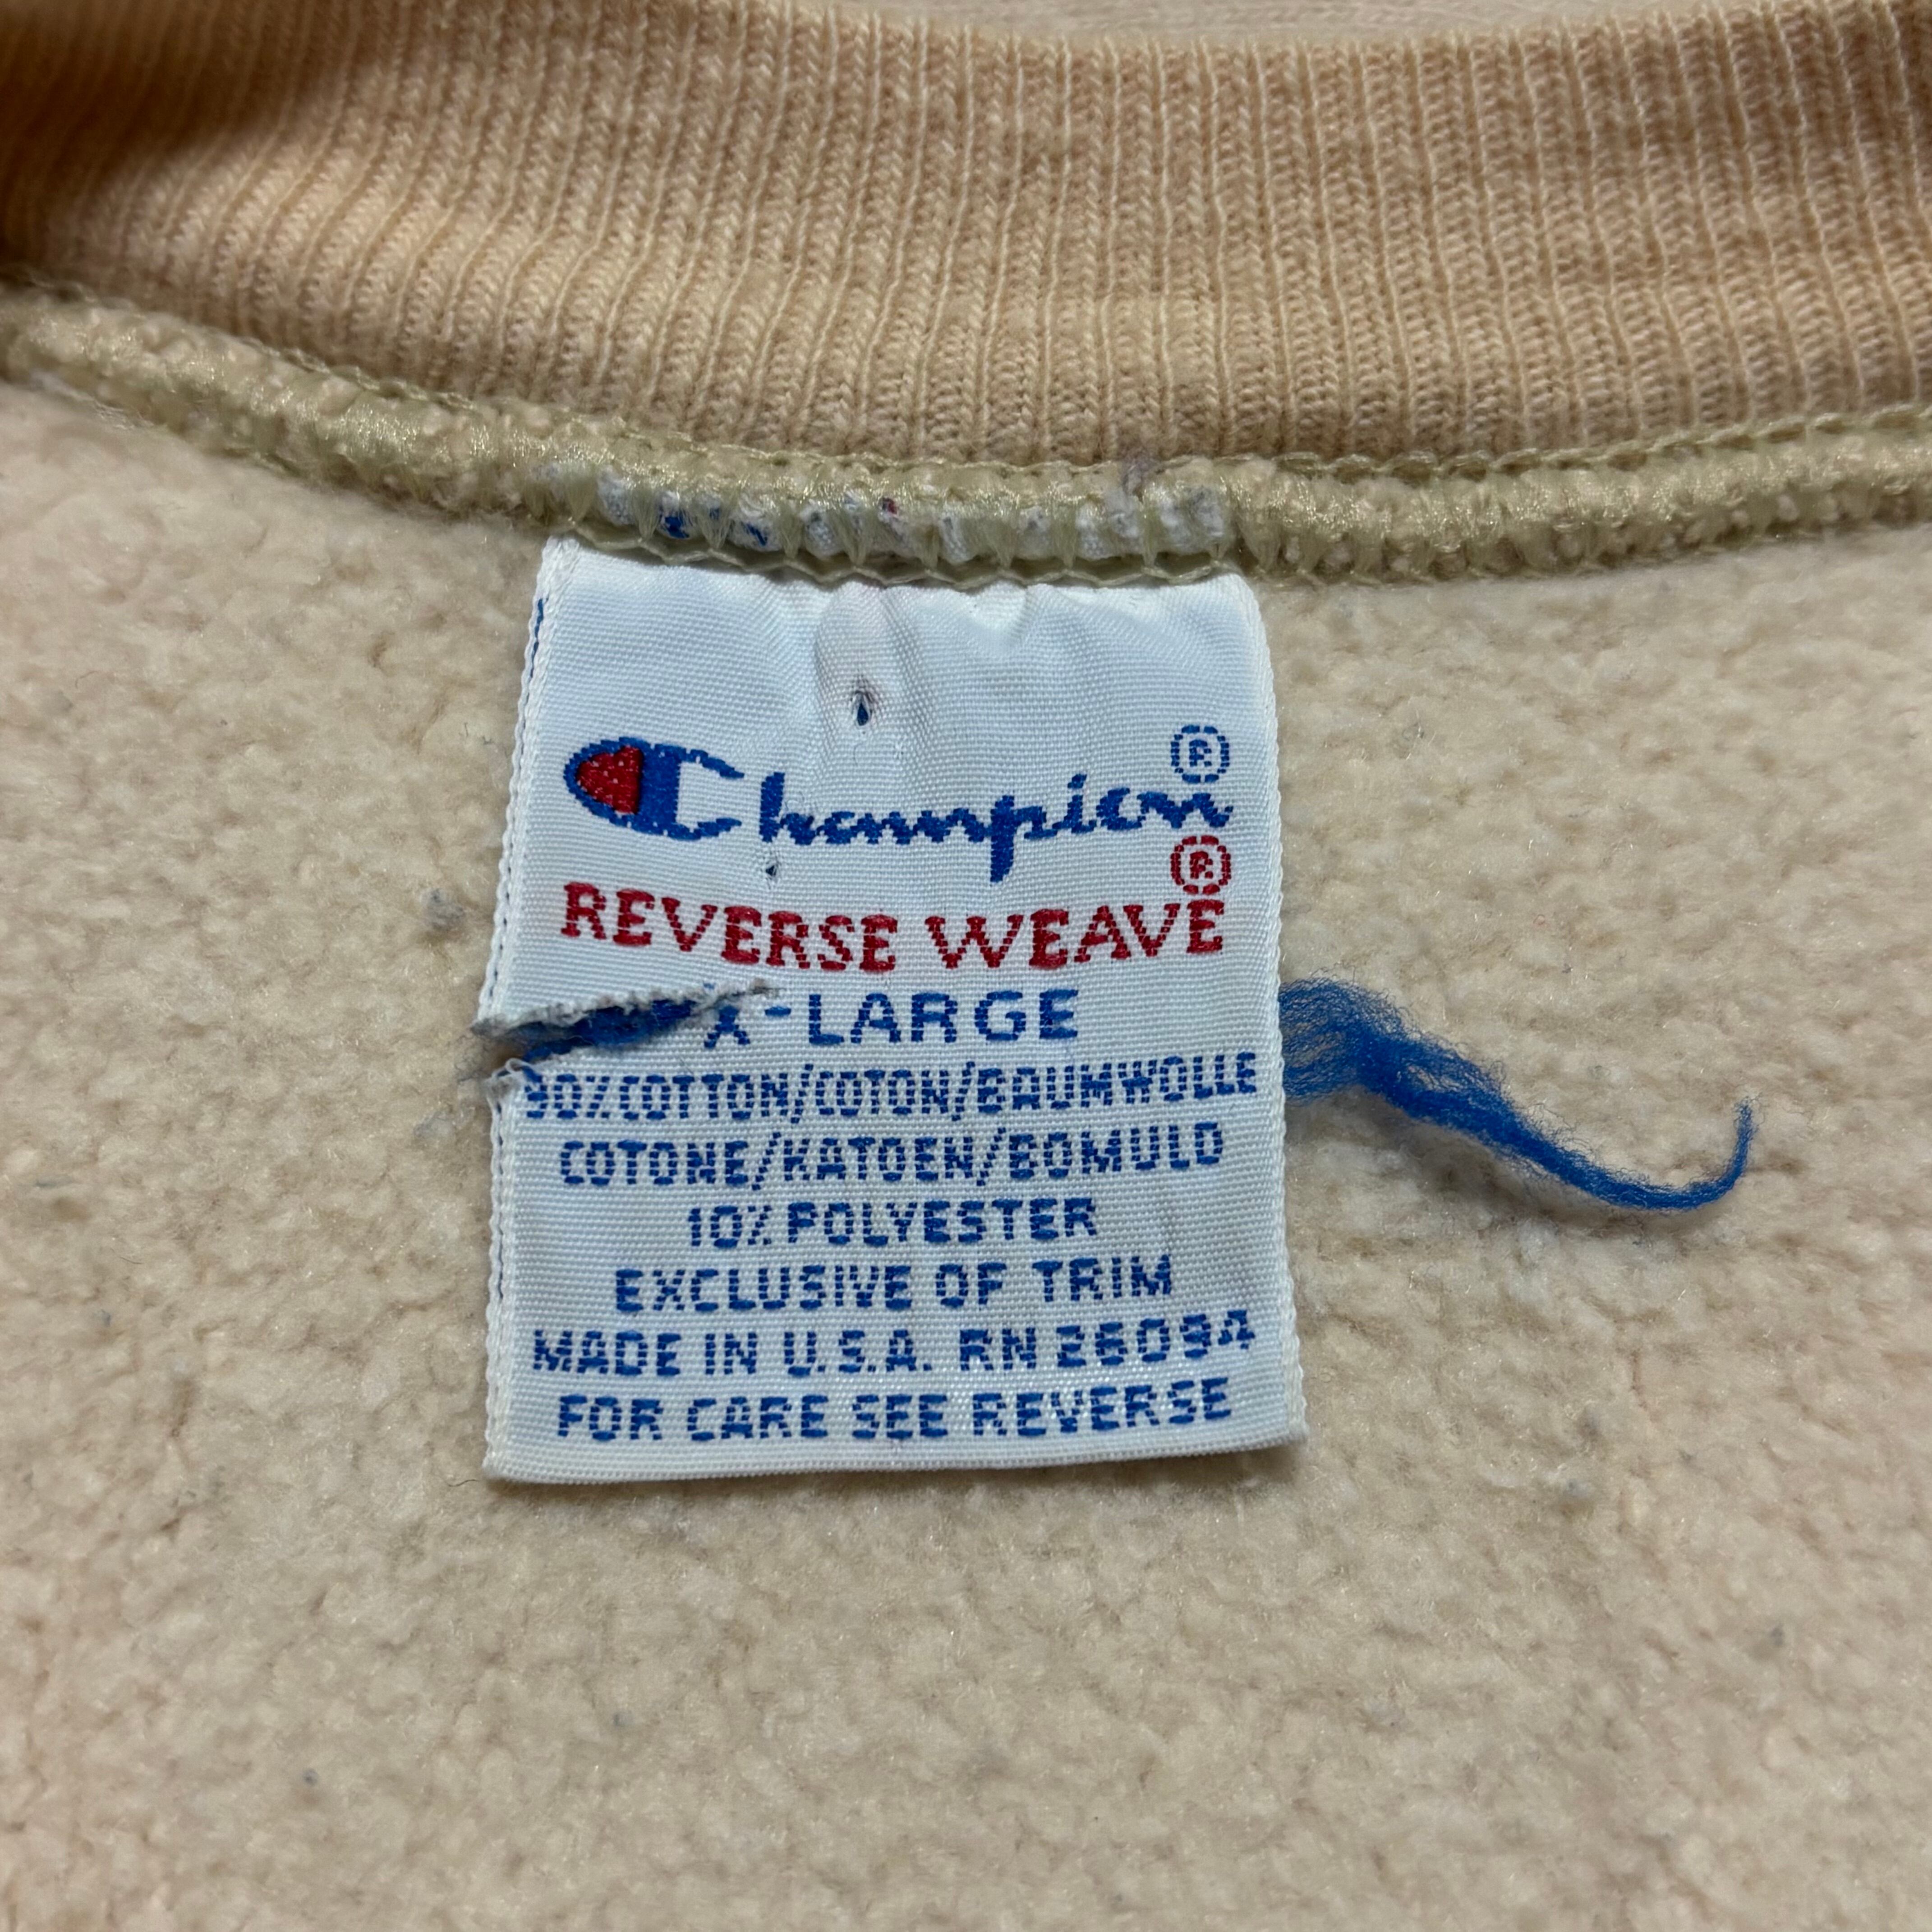 Champion®
REVERSE WEAVE®
X-LARGE
90% COTTON/COTON/BAUMWOLLE
COTONE/KATOEN/BOMULD
10% POLYESTER
EXCLUSIVE OF TRIM
MADE IN U.S.A. RN 26094
FOR CARE SEE REVERSE